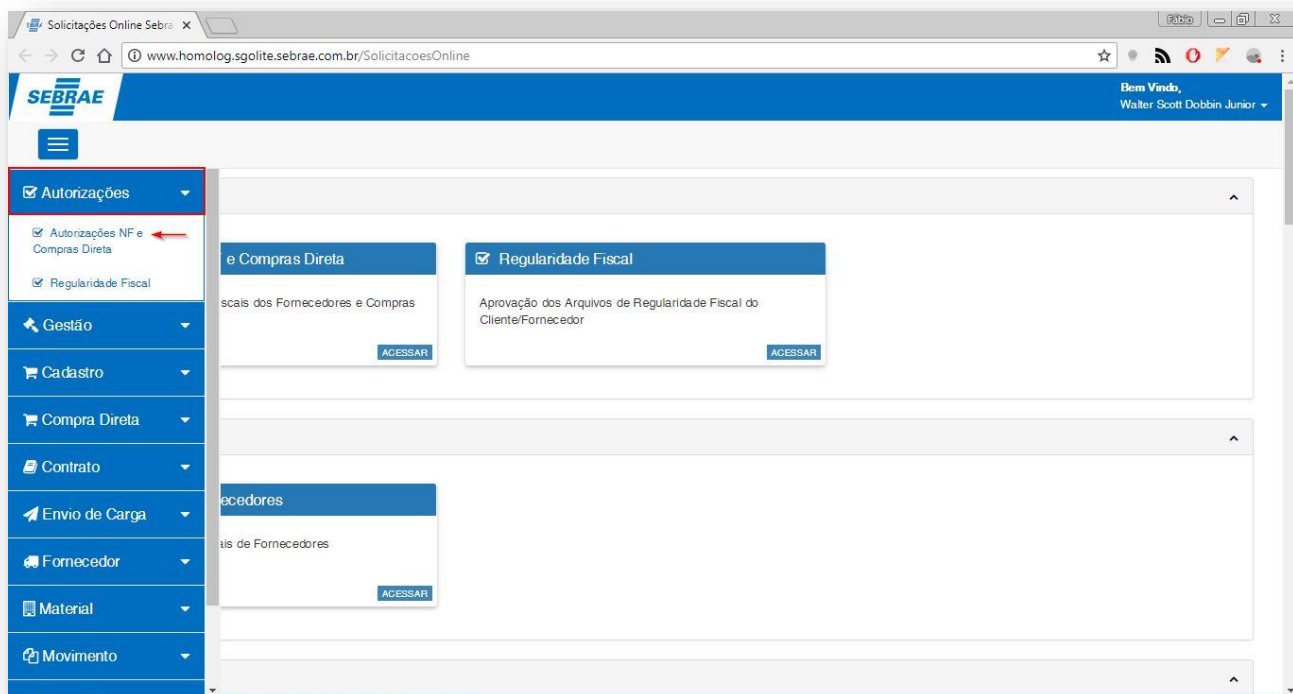 Solicitações Online Sebra
Fábio
www.homolog.sgolite.sebrae.com.br/SolicitacoesOnline
SEBRAE
Bem Vindo,
Walter Scott Dobbin Junior
Autorizações
Autorizações NF e
Compras Direta
Regularidade Fiscal
Gestão
Cadastro
Compra Direta
Contrato
Envio de Carga
Fornecedor
Material
Movimento
e Compras Direta
scais dos Fornecedores e Compras
ACESSAR
Regularidade Fiscal
Aprovação dos Arquivos de Regularidade Fiscal do
Cliente/Fornecedor
ACESSAR
ecedores
ais de Fornecedores
ACESSAR